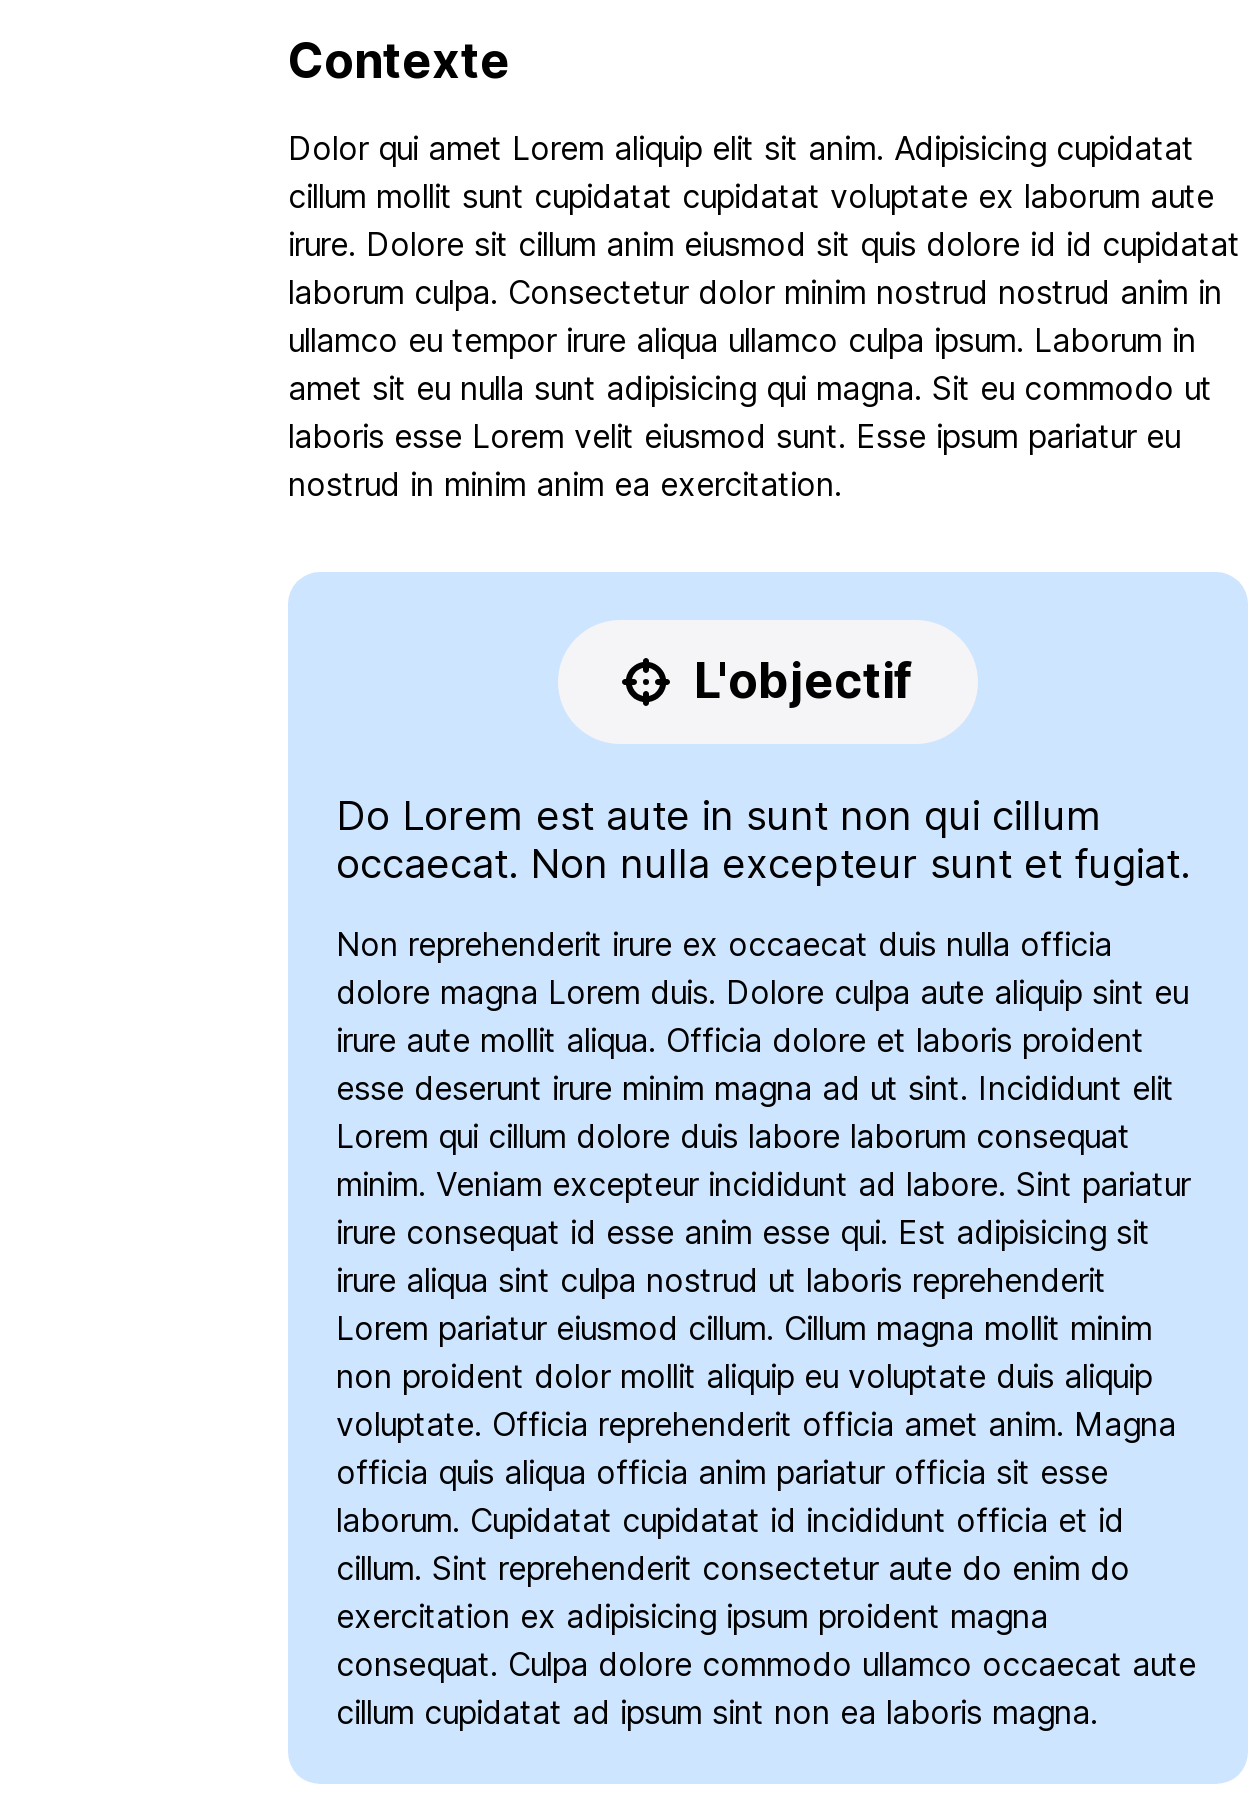 Contexte
Dolor qui amet Lorem aliquip elit sit anim. Adipisicing cupidatat
cillum mollit sunt cupidatat cupidatat voluptate ex laborum aute
irure. Dolore sit cillum anim eiusmod sit quis dolore id id cupidatat
laborum culpa. Consectetur dolor minim nostrud nostrud anim in
ullamco eu tempor irure aliqua ullamco culpa ipsum. Laborum in
amet sit eu nulla sunt adipisicing qui magna. Sit eu commodo ut
laboris esse Lorem velit eiusmod sunt. Esse ipsum pariatur eu
nostrud in minim anim ea exercitation.
L'objectif
Do Lorem est aute in sunt non qui cillum
occaecat. Non nulla excepteur sunt et fugiat.
Non reprehenderit irure ex occaecat duis nulla officia
dolore magna Lorem duis. Dolore culpa aute aliquip sint eu
irure aute mollit aliqua. Officia dolore et laboris proident
esse deserunt irure minim magna ad ut sint. Incididunt elit
Lorem qui cillum dolore duis labore laborum consequat
minim. Veniam excepteur incididunt ad labore. Sint pariatur
irure consequat id esse anim esse qui. Est adipisicing sit
irure aliqua sint culpa nostrud ut laboris reprehenderit
Lorem pariatur eiusmod cillum. Cillum magna mollit minim
non proident dolor mollit aliquip eu voluptate duis aliquip
voluptate. Officia reprehenderit officia amet anim. Magna
officia quis aliqua officia anim pariatur officia sit esse
laborum. Cupidatat cupidatat id incididunt officia et id
cillum. Sint reprehenderit consectetur aute do enim do
exercitation ex adipisicing ipsum proident magna
consequat. Culpa dolore commodo ullamco occaecat aute
cillum cupidatat ad ipsum sint non ea laboris magna.